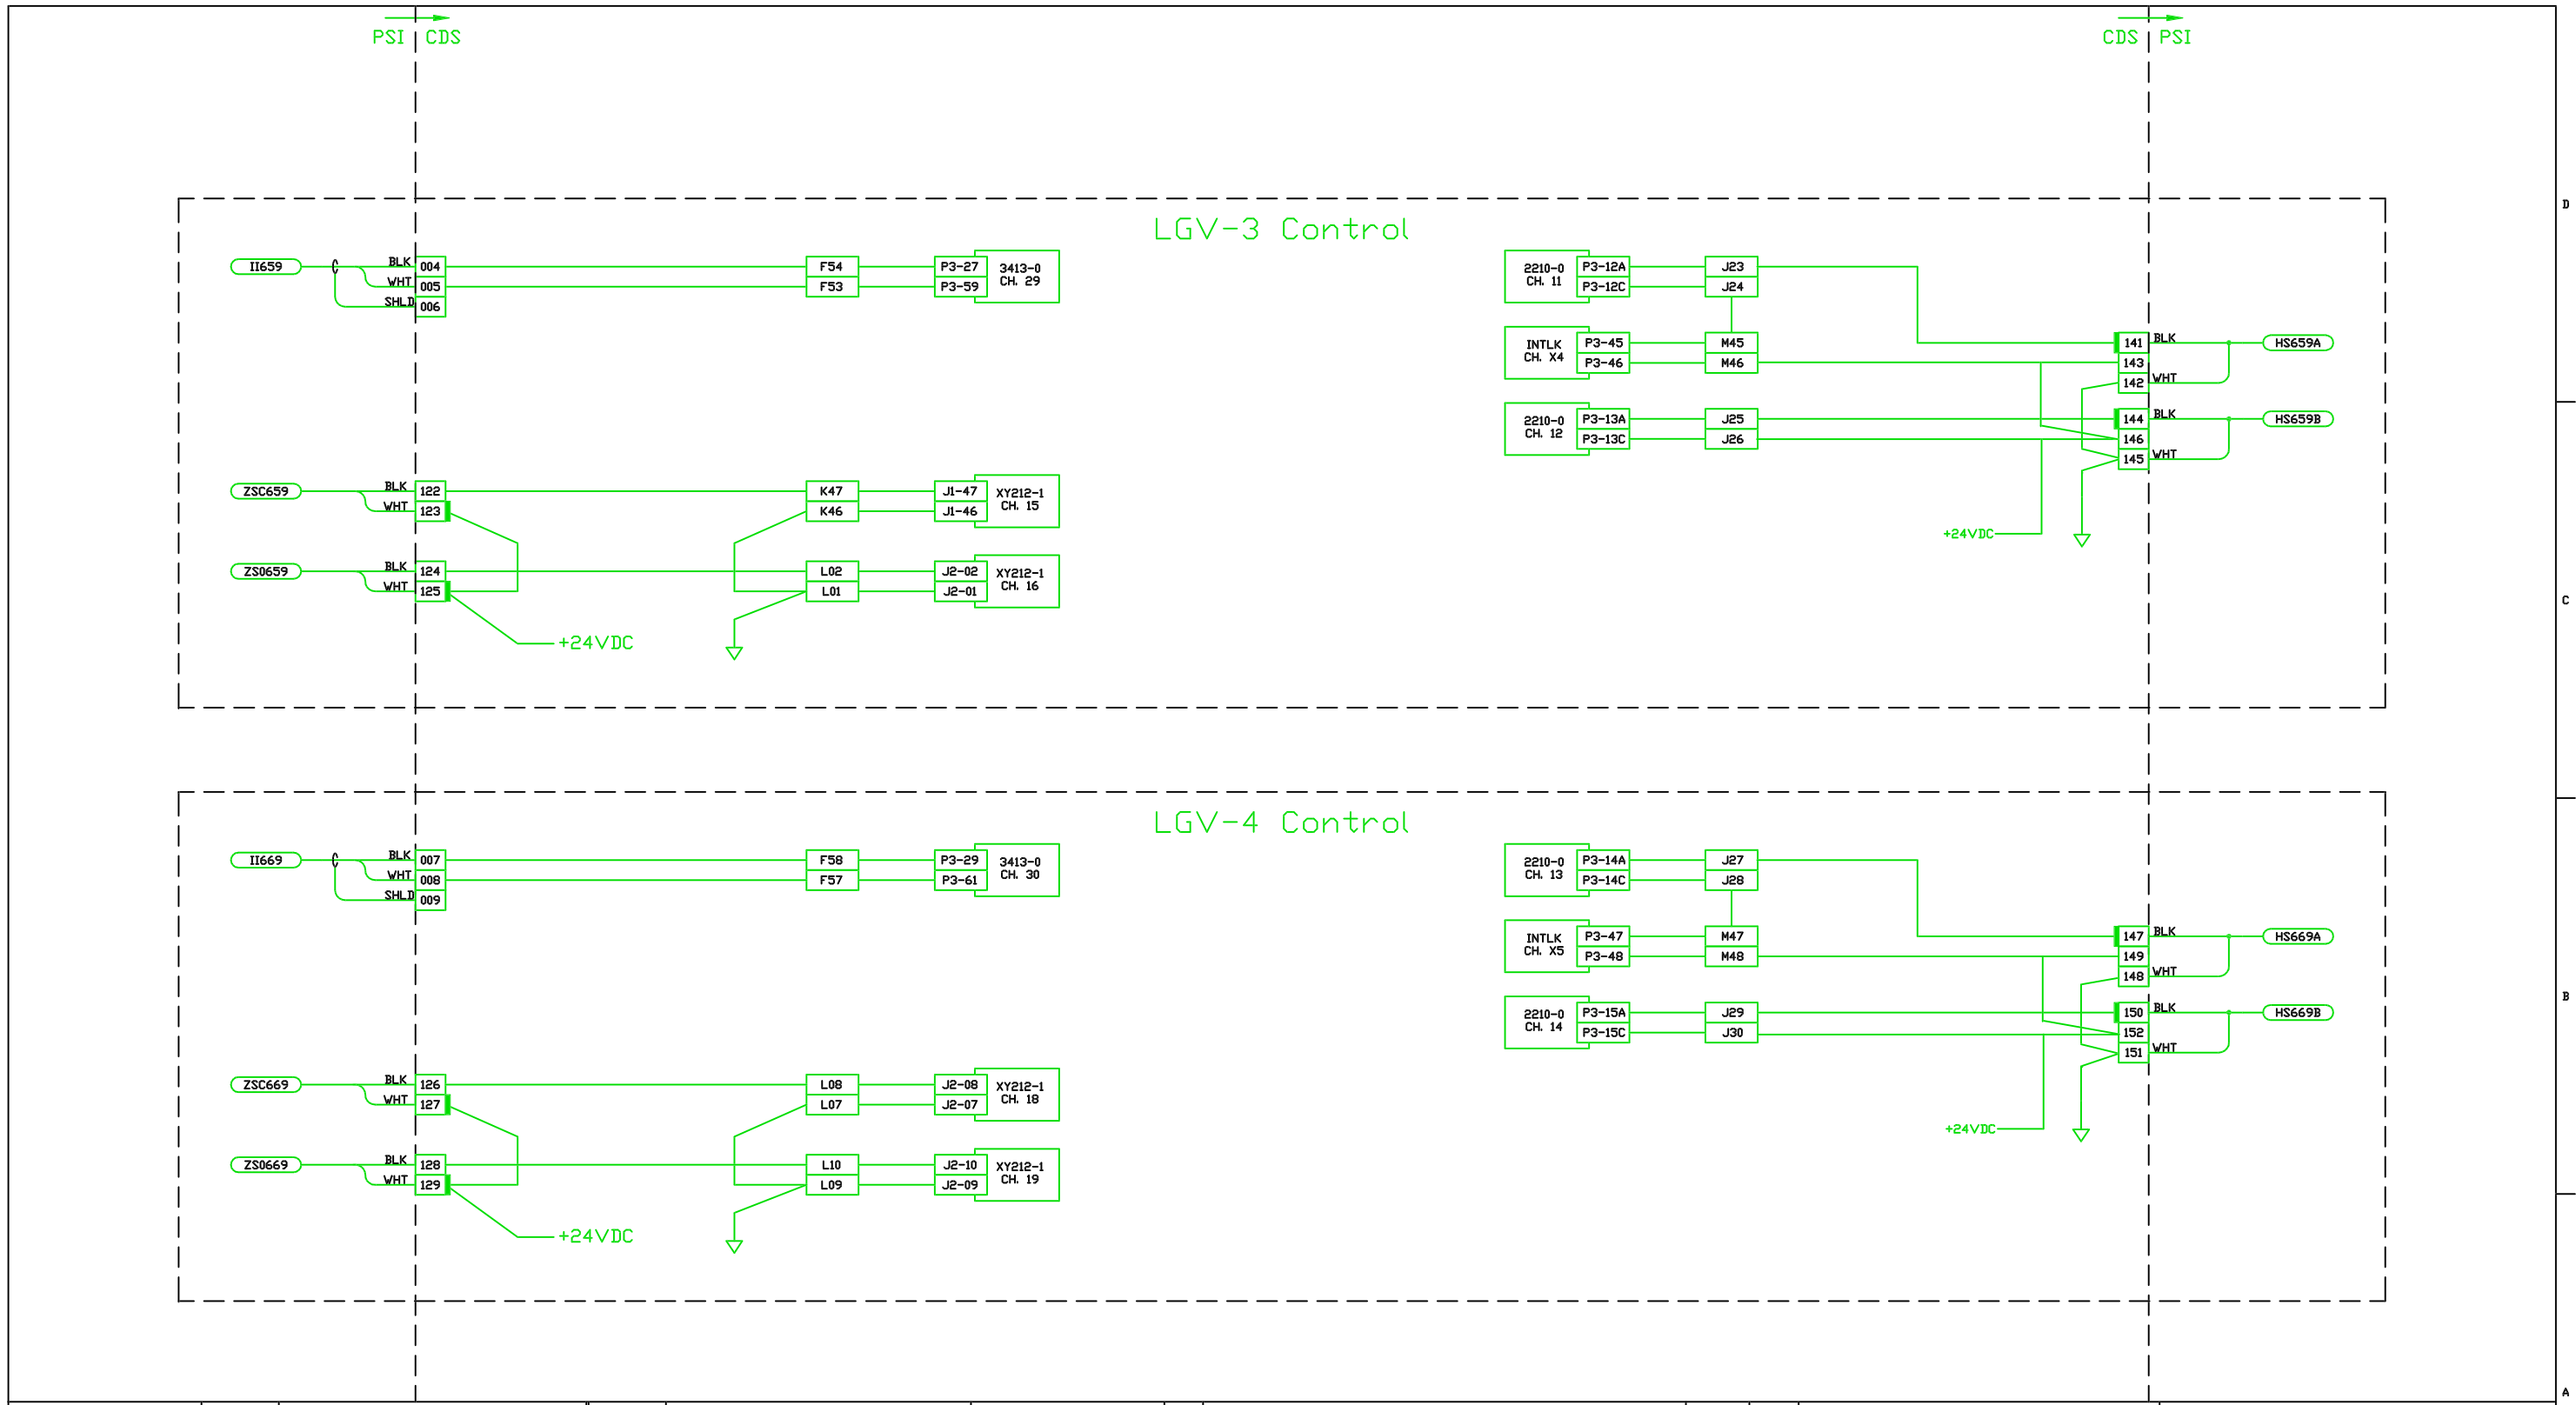 PSI CDS
CDS PSI
D
LGV-3 Control
II659
BLK 004 F54 P3-27
WHT 005 F53 P3-59
SHLD 006
3413-0
CH. 29
2210-0
CH. 11
P3-12A J23
P3-12C J24
INTLK
CH. X4
P3-45 M45
P3-46 M46
141 BLK HS659A
143
142 WHT
2210-0
CH. 12
P3-13A J25
P3-13C J26
144 BLK HS659B
146
145 WHT
ZSC659
BLK 122 K47 J1-47
WHT 123 K46 J1-46
XY212-1
CH. 15
+24VDC
ZSO659
BLK 124 L02 J2-02
WHT 125 L01 J2-01
XY212-1
CH. 16
C
+24VDC
LGV-4 Control
II669
BLK 007 F58 P3-29
WHT 008 F57 P3-61
SHLD 009
3413-0
CH. 30
2210-0
CH. 13
P3-14A J27
P3-14C J28
INTLK
CH. X5
P3-47 M47
P3-48 M48
147 BLK HS669A
149
148 WHT
B
2210-0
CH. 14
P3-15A J29
P3-15C J30
150 BLK HS669B
152
151 WHT
ZSC669
BLK 126 L08 J2-08
WHT 127 L07 J2-07
XY212-1
CH. 18
+24VDC
ZSO669
BLK 128 L10 J2-10
WHT 129 L09 J2-09
XY212-1
CH. 19
+24VDC
A